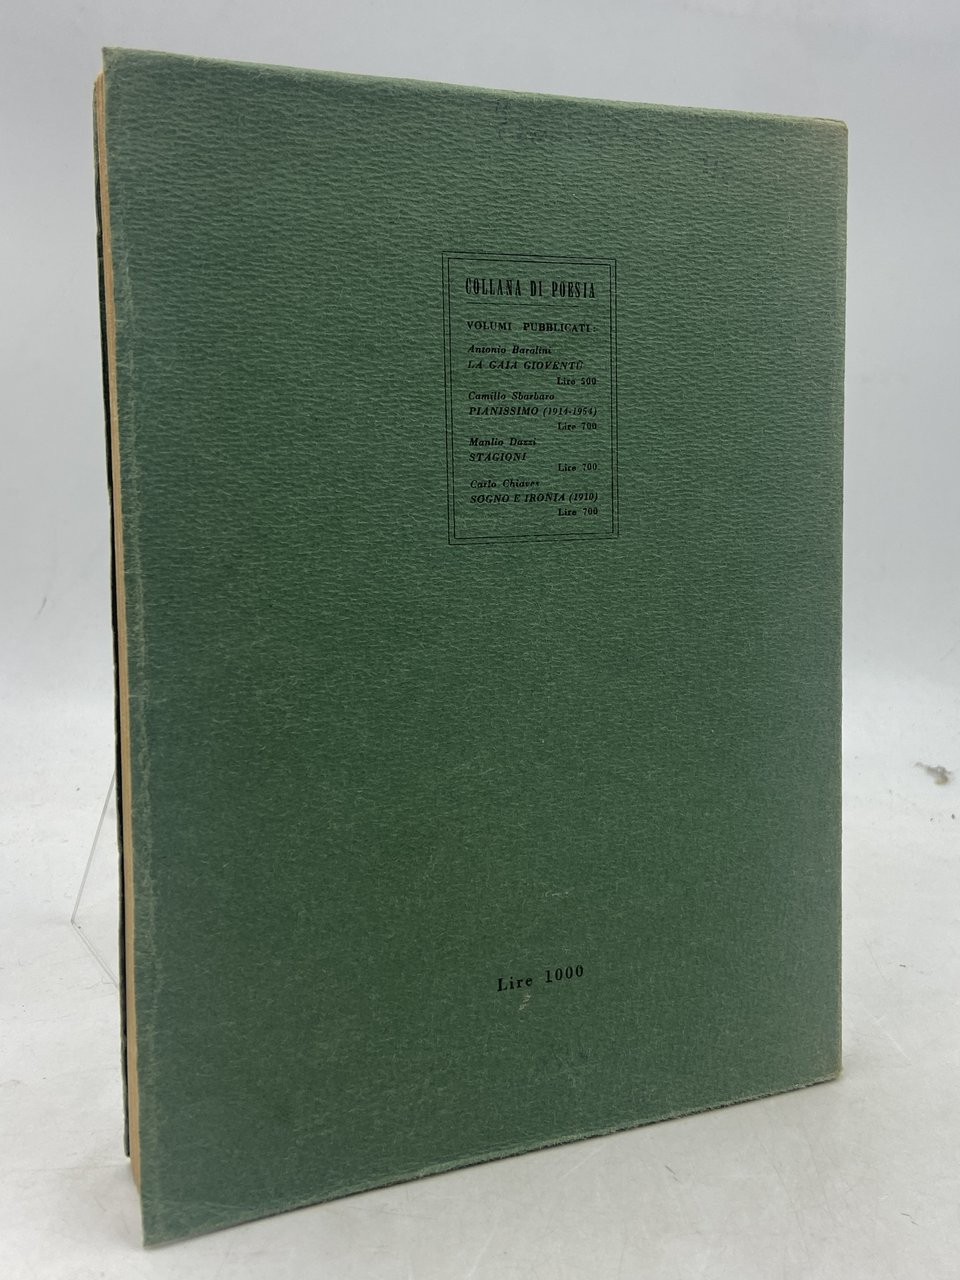 COLLANA DI POESIA
VOLUMI PUBBLICATI:
Antonio Barolini
LA GAIA GIOVENTÙ
Lire 500
Camillo Sbarbaro
PIANISSIMO (1914-1954)
Lire 700
Manlio Dazzi
STAGIONI
Lire 700
Carlo Chiaves
SOGNO E IRONIA (1910)
Lire 700
Lire 1000